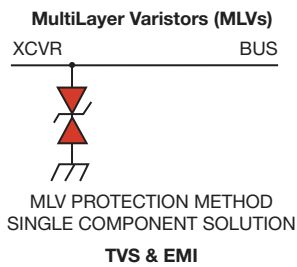 MultiLayer Varistors (MLVs)
XCVR BUS
MLV PROTECTION METHOD
SINGLE COMPONENT SOLUTION
TVS & EMI